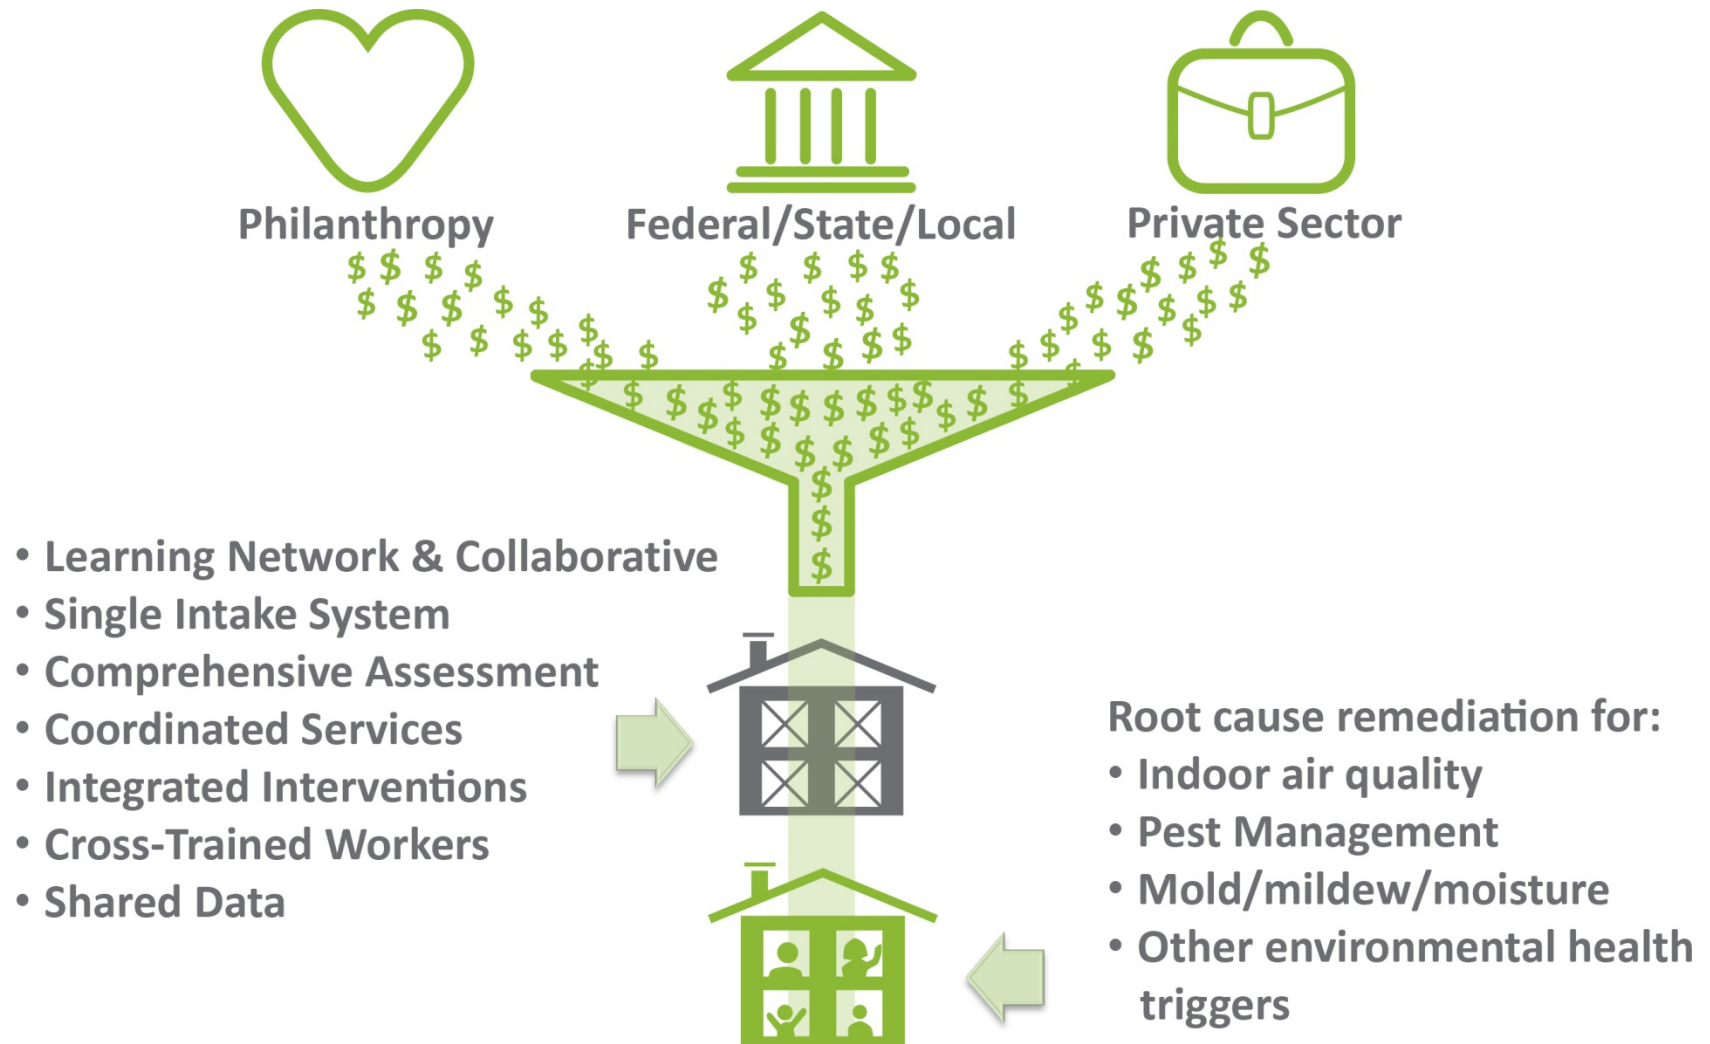 Philanthropy
Federal/State/Local
Private Sector
• Learning Network & Collaborative
• Single Intake System
• Comprehensive Assessment
• Coordinated Services
• Integrated Interventions
• Cross-Trained Workers
• Shared Data
Root cause remediation for:
• Indoor air quality
• Pest Management
• Mold/mildew/moisture
• Other environmental health
triggers